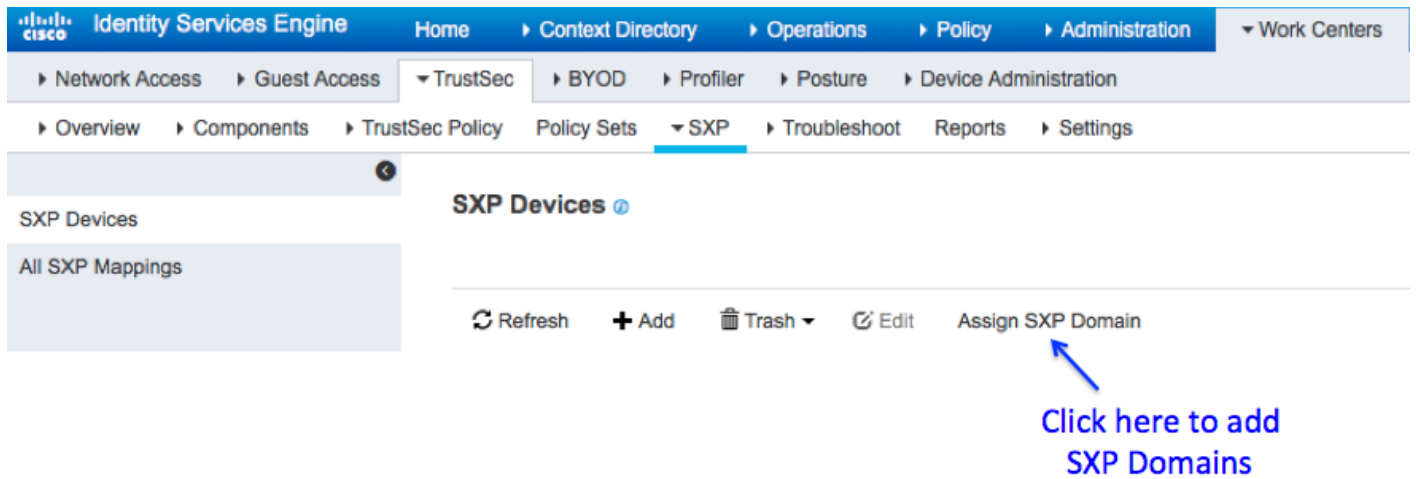 cisco Identity Services Engine Home Context Directory Operations Policy Administration Work Centers
Network Access Guest Access TrustSec BYOD Profiler Posture Device Administration
Overview Components TrustSec Policy Policy Sets SXP Troubleshoot Reports Settings
SXP Devices
All SXP Mappings
SXP Devices
Refresh Add Trash Edit Assign SXP Domain
Click here to add
SXP Domains